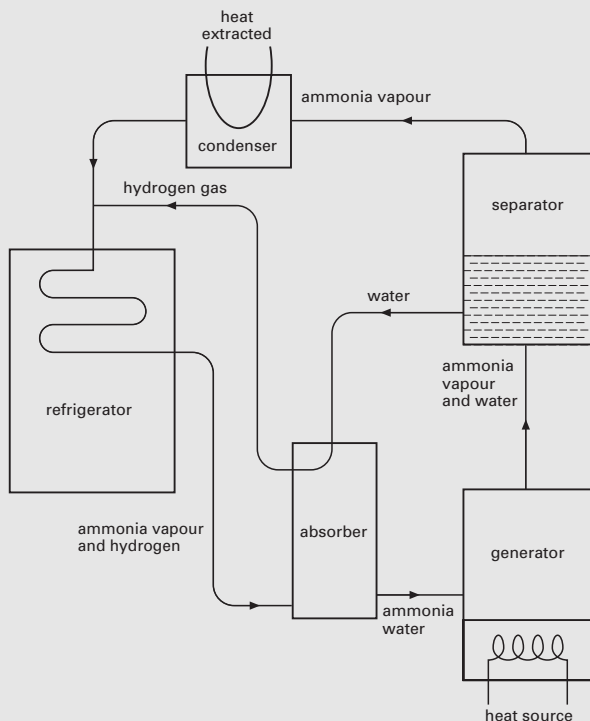 heat
extracted
ammonia vapour
condenser
hydrogen gas
separator
water
ammonia
vapour
and water
refrigerator
ammonia vapour
and hydrogen
absorber
generator
ammonia
water
heat source